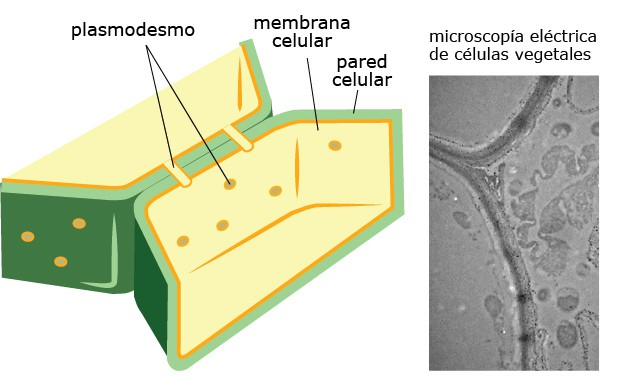 plasmodesmo
membrana
celular
pared
celular
microscopía eléctrica
de células vegetales